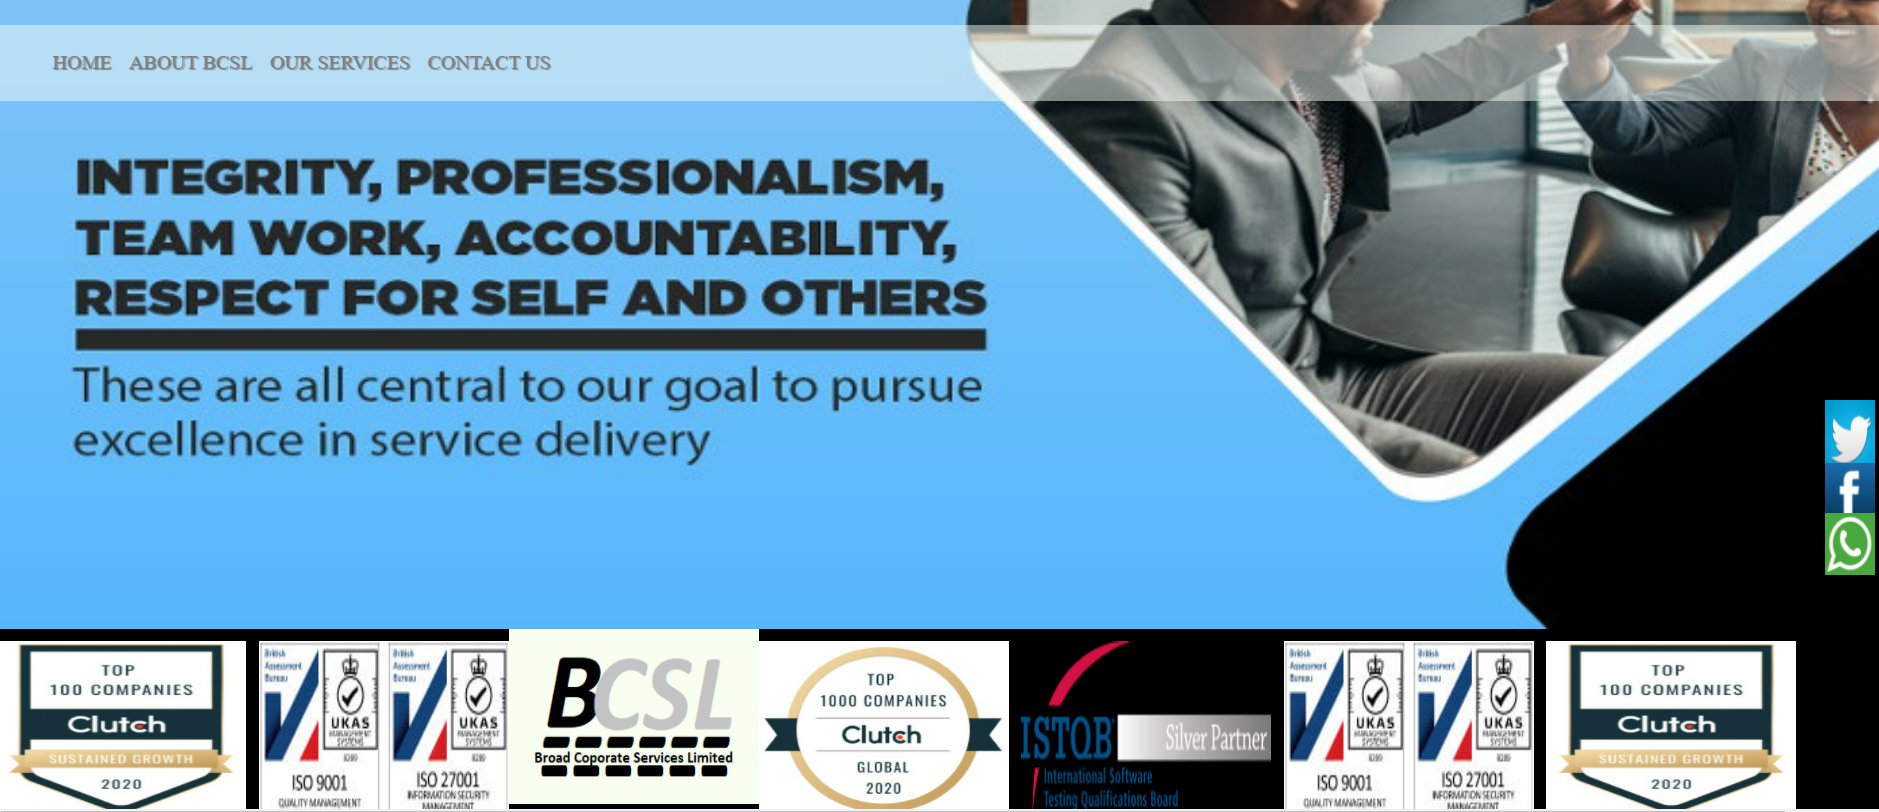 HOME ABOUT BCSL OUR SERVICES CONTACT US
INTEGRITY, PROFESSIONALISM,
TEAM WORK, ACCOUNTABILITY,
RESPECT FOR SELF AND OTHERS
These are all central to our goal to pursue
excellence in service delivery
TOP
100 COMPANIES
Clutch
SUSTAINED GROWTH
2020
British
Assessment
Bureau
UKAS
MANAGEMENT
SYSTEMS
8289
ISO 9001
QUALITY MANAGEMENT
British
Assessment
Bureau
UKAS
MANAGEMENT
SYSTEMS
8289
ISO 27001
INFORMATION SECURITY
MANAGEMENT
BCSL
Broad Coporate Services Limited
TOP
1000 COMPANIES
Clutch
GLOBAL
2020
ISTQB Silver Partner
International Software
Testing Qualifications Board
British
Assessment
Bureau
UKAS
MANAGEMENT
SYSTEMS
8289
ISO 9001
QUALITY MANAGEMENT
British
Assessment
Bureau
UKAS
MANAGEMENT
SYSTEMS
8289
ISO 27001
INFORMATION SECURITY
MANAGEMENT
TOP
100 COMPANIES
Clutch
SUSTAINED GROWTH
2020